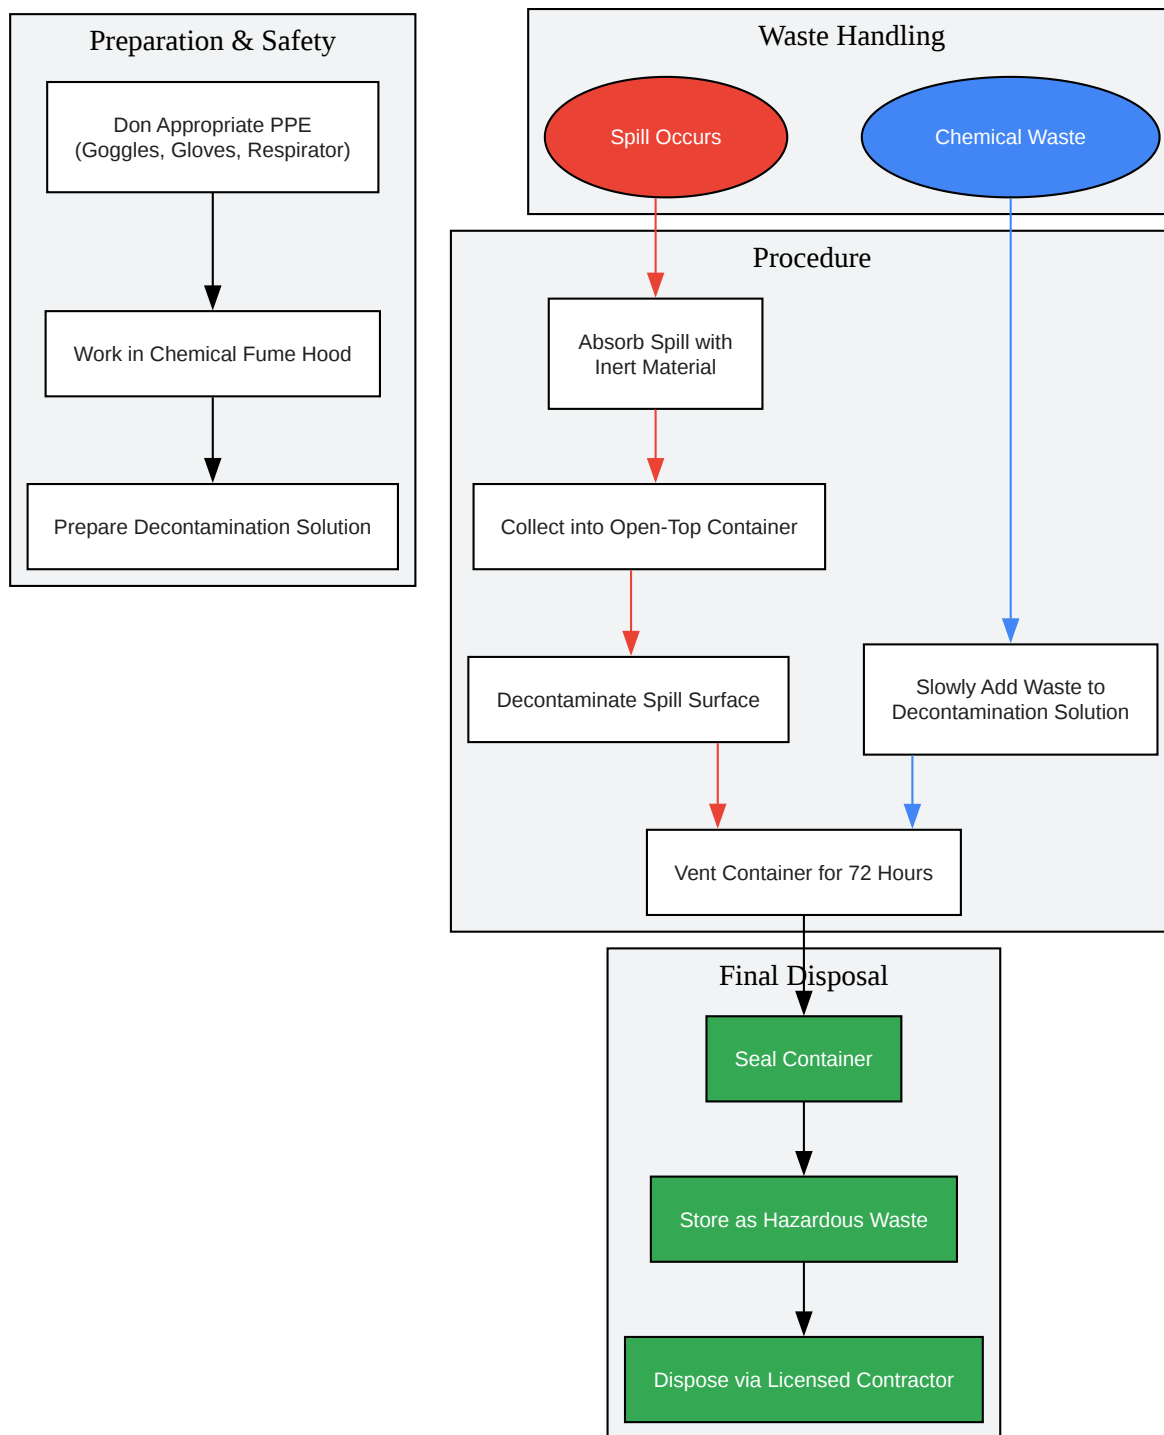 Preparation & Safety
Don Appropriate PPE
(Goggles, Gloves, Respirator)
Work in Chemical Fume Hood
Prepare Decontamination Solution
Waste Handling
Spill Occurs
Chemical Waste
Procedure
Absorb Spill with
Inert Material
Collect into Open-Top Container
Decontaminate Spill Surface
Slowly Add Waste to
Decontamination Solution
Vent Container for 72 Hours
Final Disposal
Seal Container
Store as Hazardous Waste
Dispose via Licensed Contractor